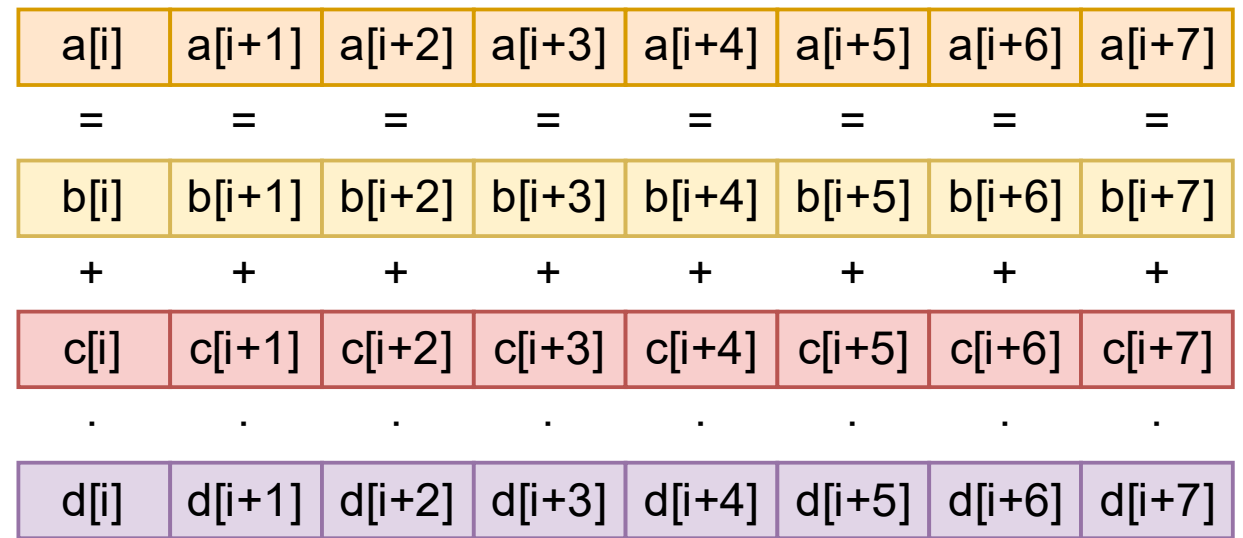 a[i] a[i+1] a[i+2] a[i+3] a[i+4] a[i+5] a[i+6] a[i+7]
= = = = = = = =
b[i] b[i+1] b[i+2] b[i+3] b[i+4] b[i+5] b[i+6] b[i+7]
+ + + + + + + +
c[i] c[i+1] c[i+2] c[i+3] c[i+4] c[i+5] c[i+6] c[i+7]
· · · · · · · ·
d[i] d[i+1] d[i+2] d[i+3] d[i+4] d[i+5] d[i+6] d[i+7]